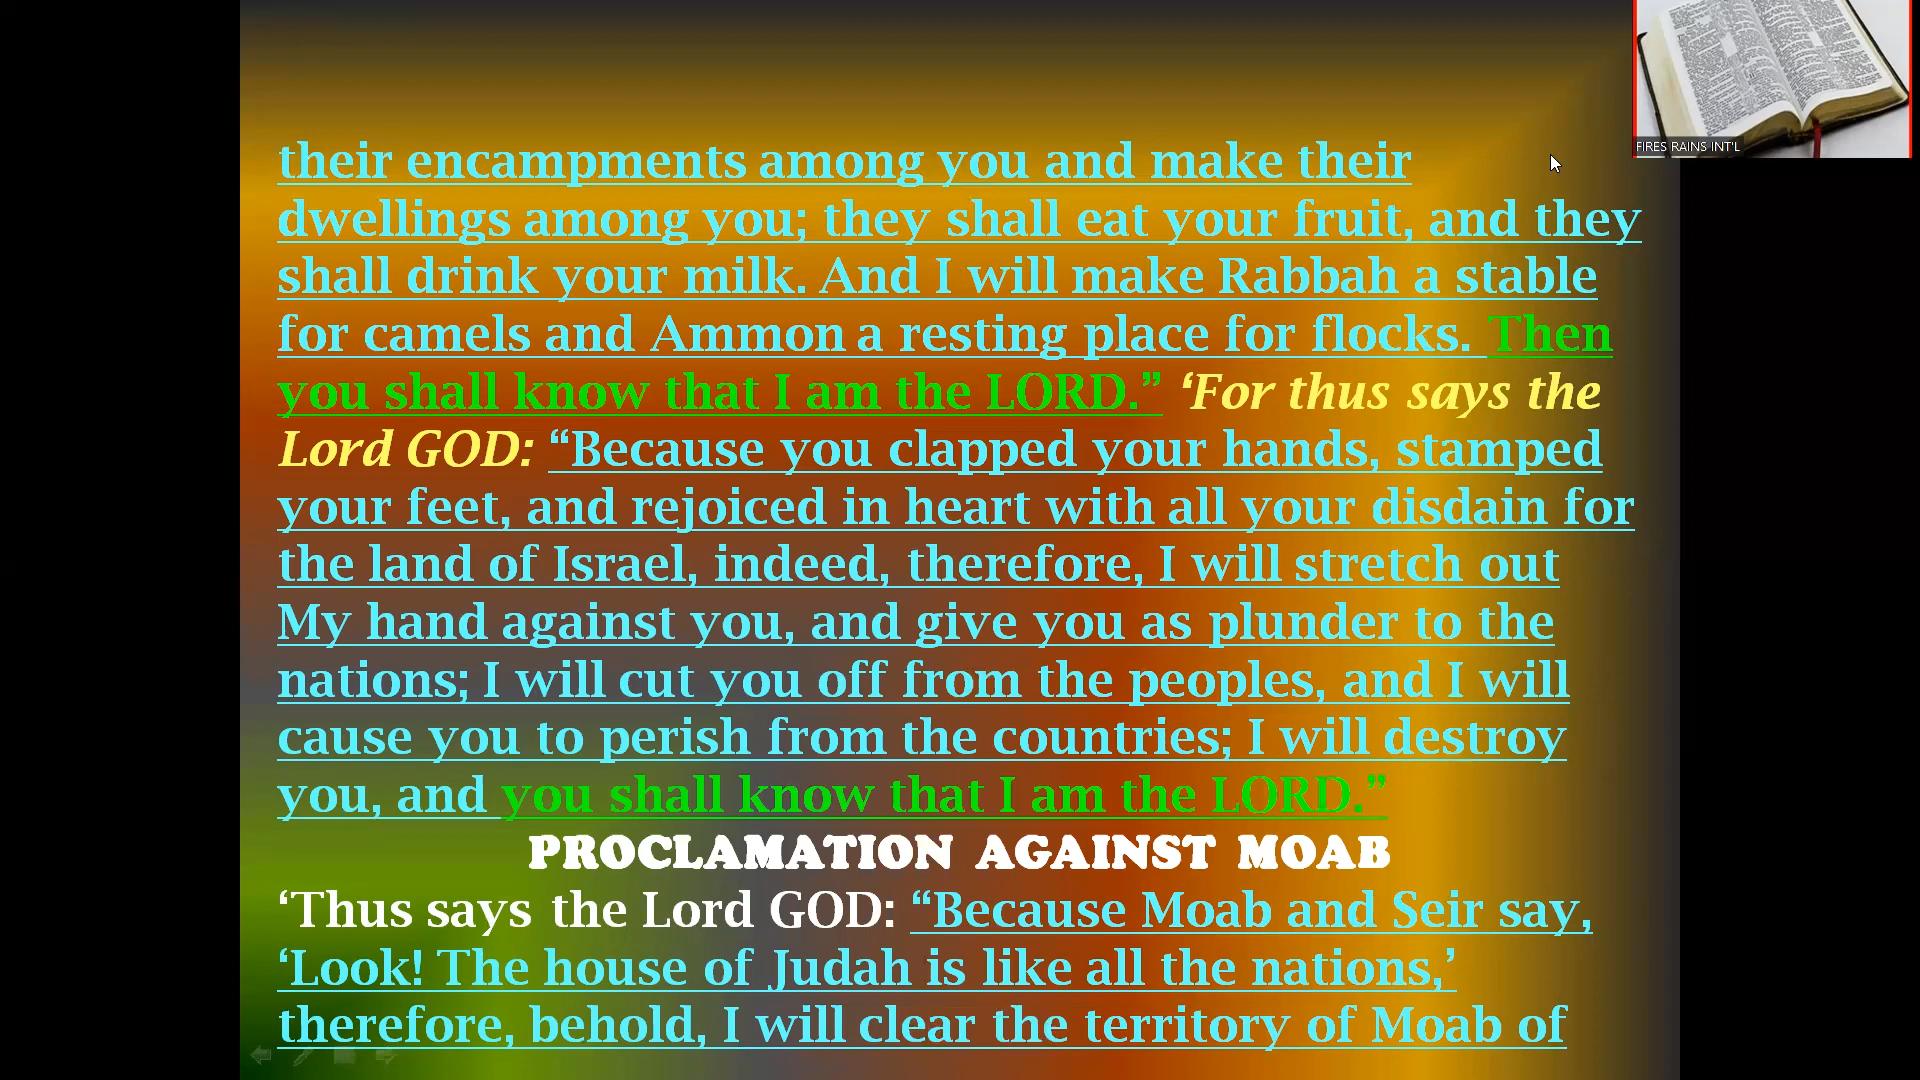 their encampments among you and make their
dwellings among you; they shall eat your fruit, and they
shall drink your milk. And I will make Rabbah a stable
for camels and Ammon a resting place for flocks. Then
you shall know that I am the LORD.” ‘For thus says the
Lord GOD: “Because you clapped your hands, stamped
your feet, and rejoiced in heart with all your disdain for
the land of Israel, indeed, therefore, I will stretch out
My hand against you, and give you as plunder to the
nations; I will cut you off from the peoples, and I will
cause you to perish from the countries; I will destroy
you, and you shall know that I am the LORD.”
PROCLAMATION AGAINST MOAB
‘Thus says the Lord GOD: “Because Moab and Seir say,
‘Look! The house of Judah is like all the nations,’
therefore, behold, I will clear the territory of Moab of
FIRES RAINS INT'L